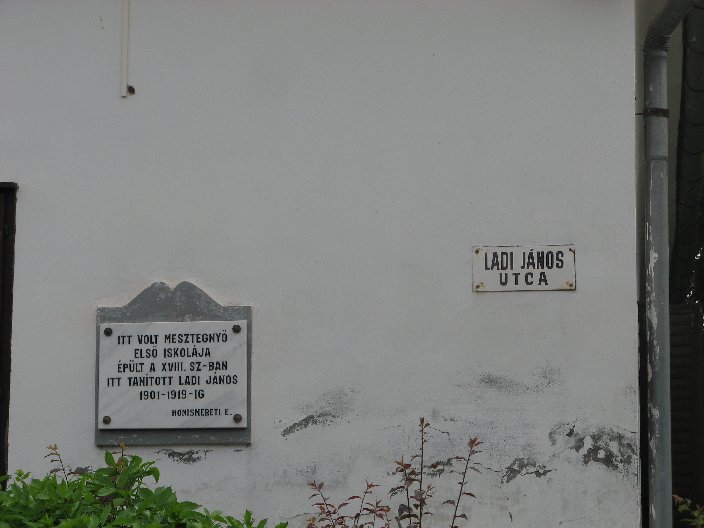 ITT VOLT MESZTEGNYŐ
ELSŐ ISKOLÁJA
ÉPÜLT A XVIII. SZ-BAN
ITT TANÍTOTT LADI JÁNOS
1901-1919-IG
HONISMERETI E.
LADI JÁNOS
UTCA